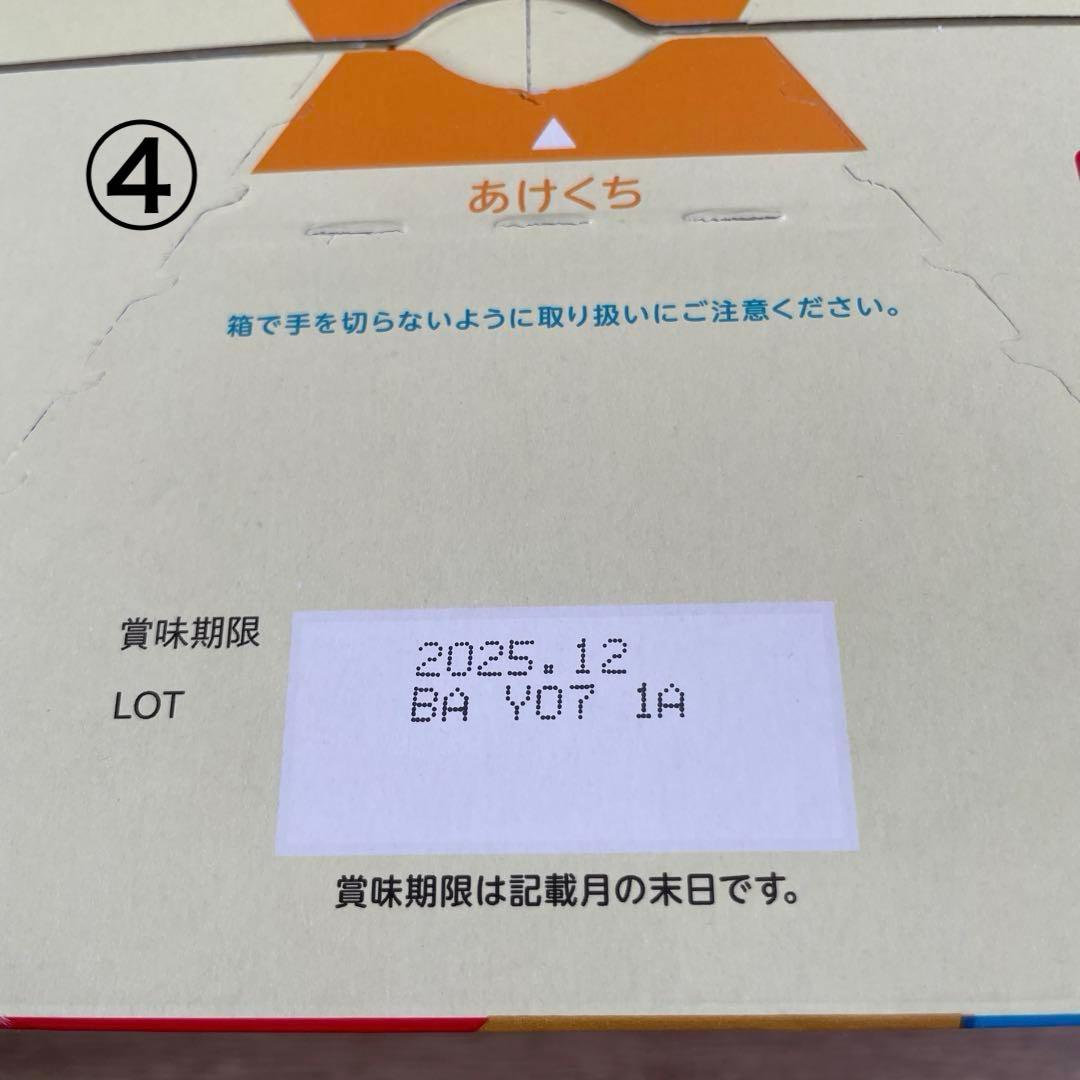 ④
あけくち
箱で手を切らないように取り扱いにご注意ください。
賞味期限 2025.12
LOT BA Y07 1A
賞味期限は記載月の末日です。